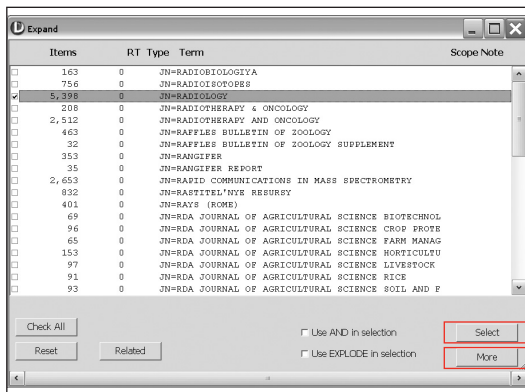 Expand
Items RT Type Term Scope Note
163 0 JN=RADIOBIOLOGIYA
756 0 JN=RADIOISOTOPES
5,398 0 JN=RADIOLOGY
208 0 JN=RADIOTHERAPY & ONCOLOGY
2,512 0 JN=RADIOTHERAPY AND ONCOLOGY
463 0 JN=RAFFLES BULLETIN OF ZOOLOGY
32 0 JN=RAFFLES BULLETIN OF ZOOLOGY SUPPLEMENT
353 0 JN=RANGIFER
35 0 JN=RANGIFER REPORT
2,653 0 JN=RAPID COMMUNICATIONS IN MASS SPECTROMETRY
832 0 JN=RASTITEL'NYE RESURSY
401 0 JN=RAYS (ROME)
69 0 JN=RDA JOURNAL OF AGRICULTURAL SCIENCE BIOTECHNOL
96 0 JN=RDA JOURNAL OF AGRICULTURAL SCIENCE CROP PROTE
65 0 JN=RDA JOURNAL OF AGRICULTURAL SCIENCE FARM MANAG
153 0 JN=RDA JOURNAL OF AGRICULTURAL SCIENCE HORTICULTU
97 0 JN=RDA JOURNAL OF AGRICULTURAL SCIENCE LIVESTOCK
91 0 JN=RDA JOURNAL OF AGRICULTURAL SCIENCE RICE
93 0 JN=RDA JOURNAL OF AGRICULTURAL SCIENCE SOIL AND F
Check All Use AND in selection Select
Reset Related Use EXPLODE in selection More